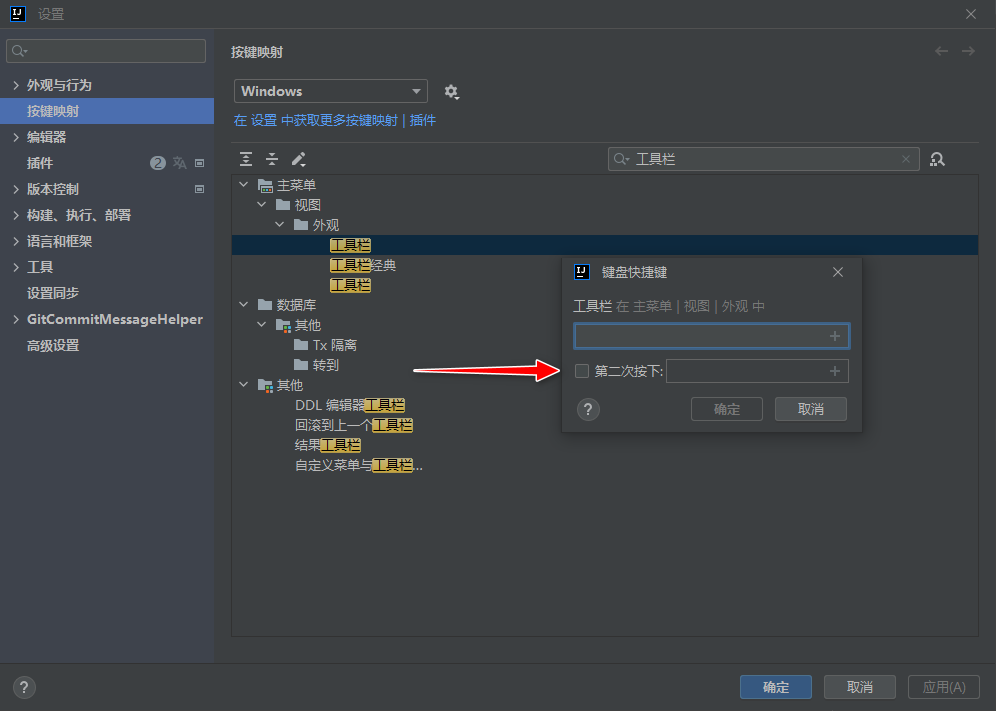 设置
按键映射
外观与行为
按键映射
编辑器
插件 2
版本控制
构建、执行、部署
语言和框架
工具
设置同步
GitCommitMessageHelper
高级设置
Windows
在 设置 中获取更多按键映射 | 插件
工具栏
主菜单
视图
外观
工具栏
工具栏经典
工具栏
数据库
其他
Tx 隔离
转到
其他
DDL 编辑器工具栏
回滚到上一个工具栏
结果工具栏
自定义菜单与工具栏...
键盘快捷键
工具栏 在 主菜单 | 视图 | 外观 中
第二次按下:
?
确定
取消
?
确定
取消
应用(A)